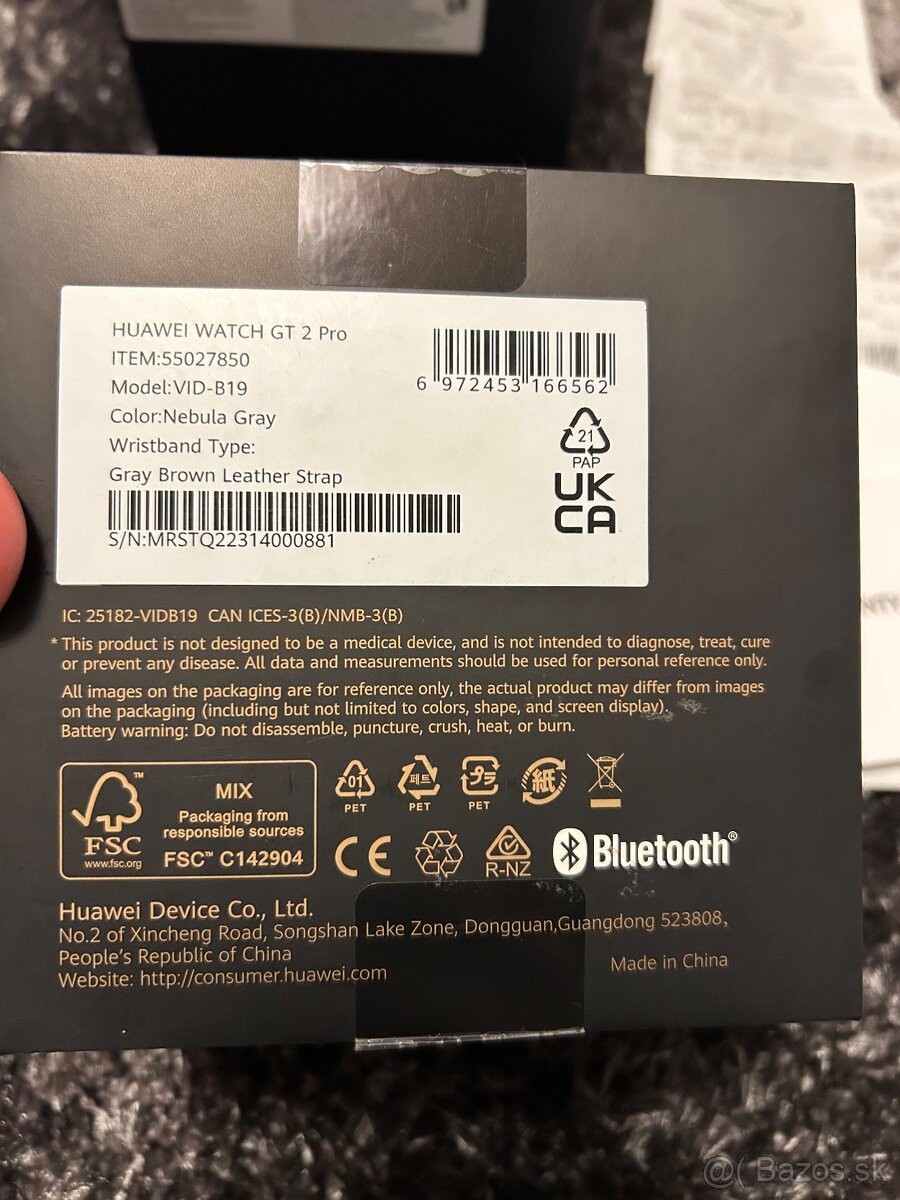 HUAWEI WATCH GT 2 Pro
ITEM:55027850
Model:VID-B19
Color:Nebula Gray
Wristband Type:
Gray Brown Leather Strap
S/N:MRSTQ22314000881
6 972453 166562
21
PAP
UK
CA
IC: 25182-VIDB19 CAN ICES-3(B)/NMB-3(B)
* This product is not designed to be a medical device, and is not intended to diagnose, treat, cure
or prevent any disease. All data and measurements should be used for personal reference only.
All images on the packaging are for reference only, the actual product may differ from images
on the packaging (including but not limited to colors, shape, and screen display).
Battery warning: Do not disassemble, puncture, crush, heat, or burn.
FSC
www.fsc.org
MIX
Packaging from
responsible sources
FSC™ C142904
01
PET
페트
PET
プラ
PET
紙
CE
R-NZ
Bluetooth®
Huawei Device Co., Ltd.
No.2 of Xincheng Road, Songshan Lake Zone, Dongguan,Guangdong 523808,
People's Republic of China
Website: http://consumer.huawei.com
Made in China
@( Bazos.sk